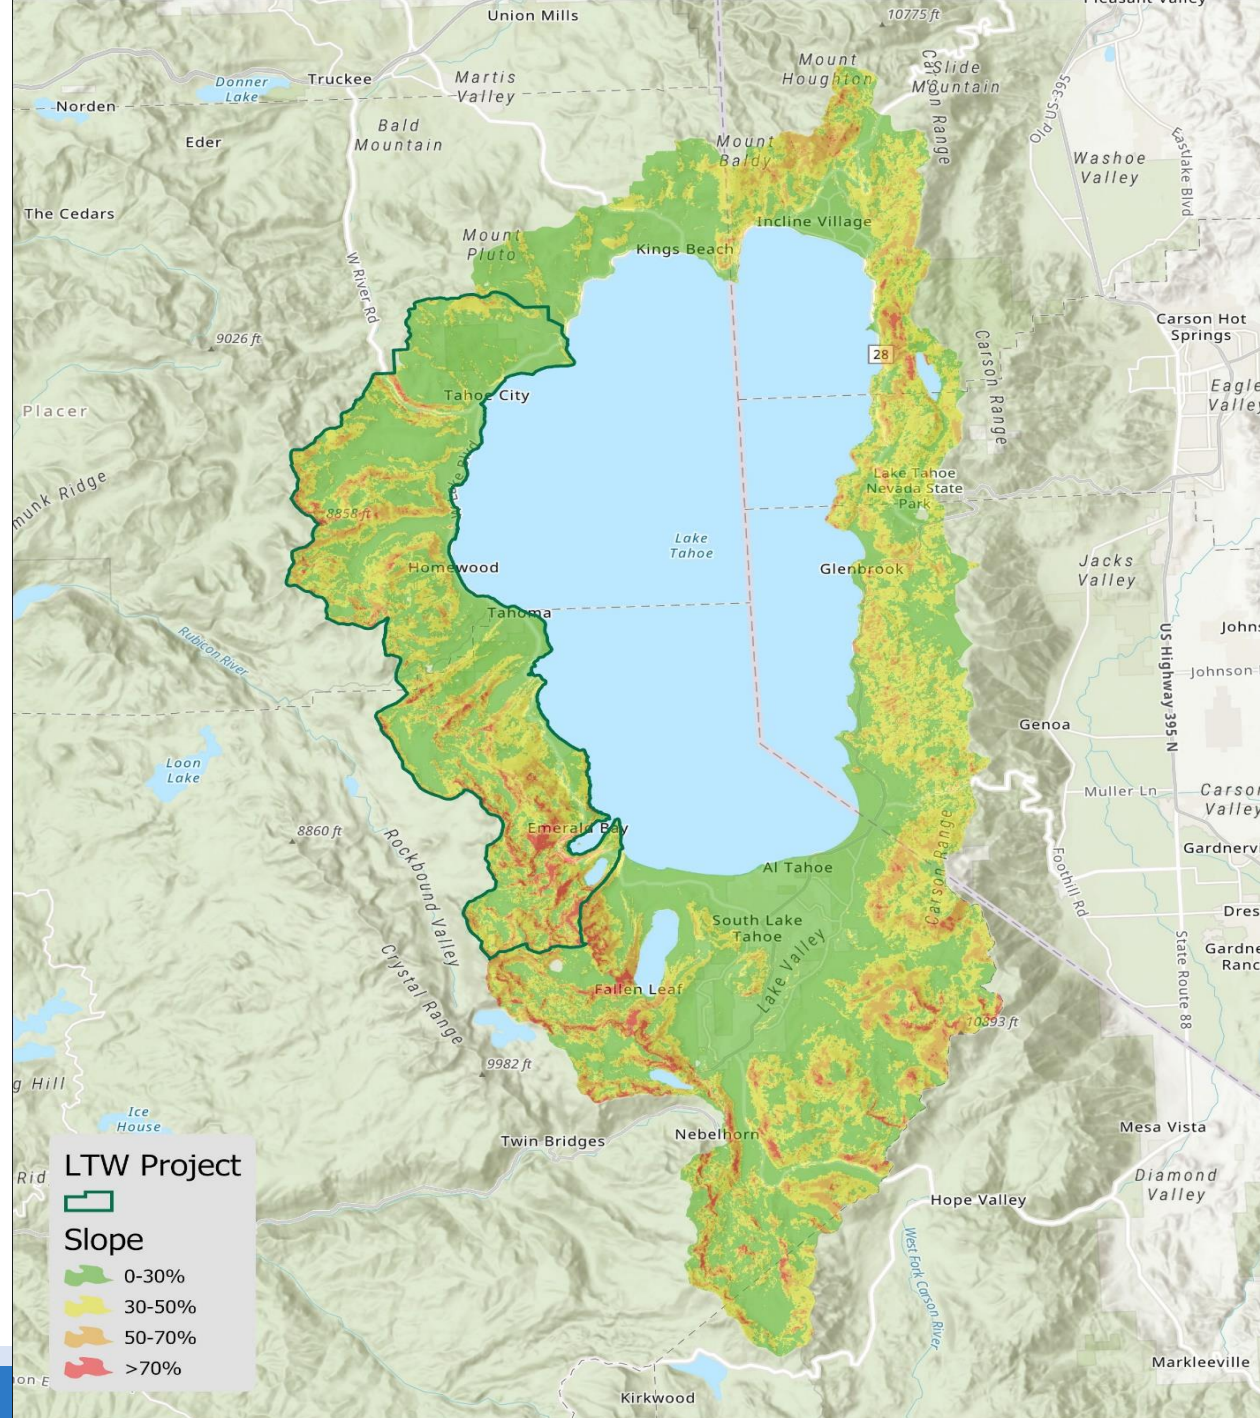 Pleasant Valley
Union Mills
10775 ft
Mount
Houghton
Slide
Mountain
Carson Range
Old US-395
Truckee
Martis
Valley
Donner
Lake
Norden
Eder
Bald
Mountain
Mount
Baldy
Washoe
Valley
Eastlake Blvd
The Cedars
Mount
Pluto
Incline Village
Kings Beach
W River Rd
9026 ft
Carson Hot
Springs
28
Carson Range
Eagle
Valley
Placer
Tahoe City
Lake Tahoe
Nevada State
Park
munk Ridge
8858 ft
Lake
Tahoe
Homewood
Glenbrook
Jacks
Valley
Tahoma
Rubicon River
US Highway 395 N
Johns
Johnson
Genoa
Loon
Lake
Muller Ln
Carson
Valley
8860 ft
Emerald Bay
Rockbound Valley
Carson Range
Foothill Rd
Gardnerv
Al Tahoe
South Lake
Tahoe
Lake Valley
Dres
State Route 88
Gardne
Ranc
Crystal Range
Fallen Leaf
10893 ft
9982 ft
g Hill
Ice
House
Twin Bridges
Nebelhorn
Mesa Vista
Rid
Hope Valley
Diamond
Valley
West Fork Carson River
LTW Project
Slope
0-30%
30-50%
50-70%
>70%
Markleeville
Kirkwood